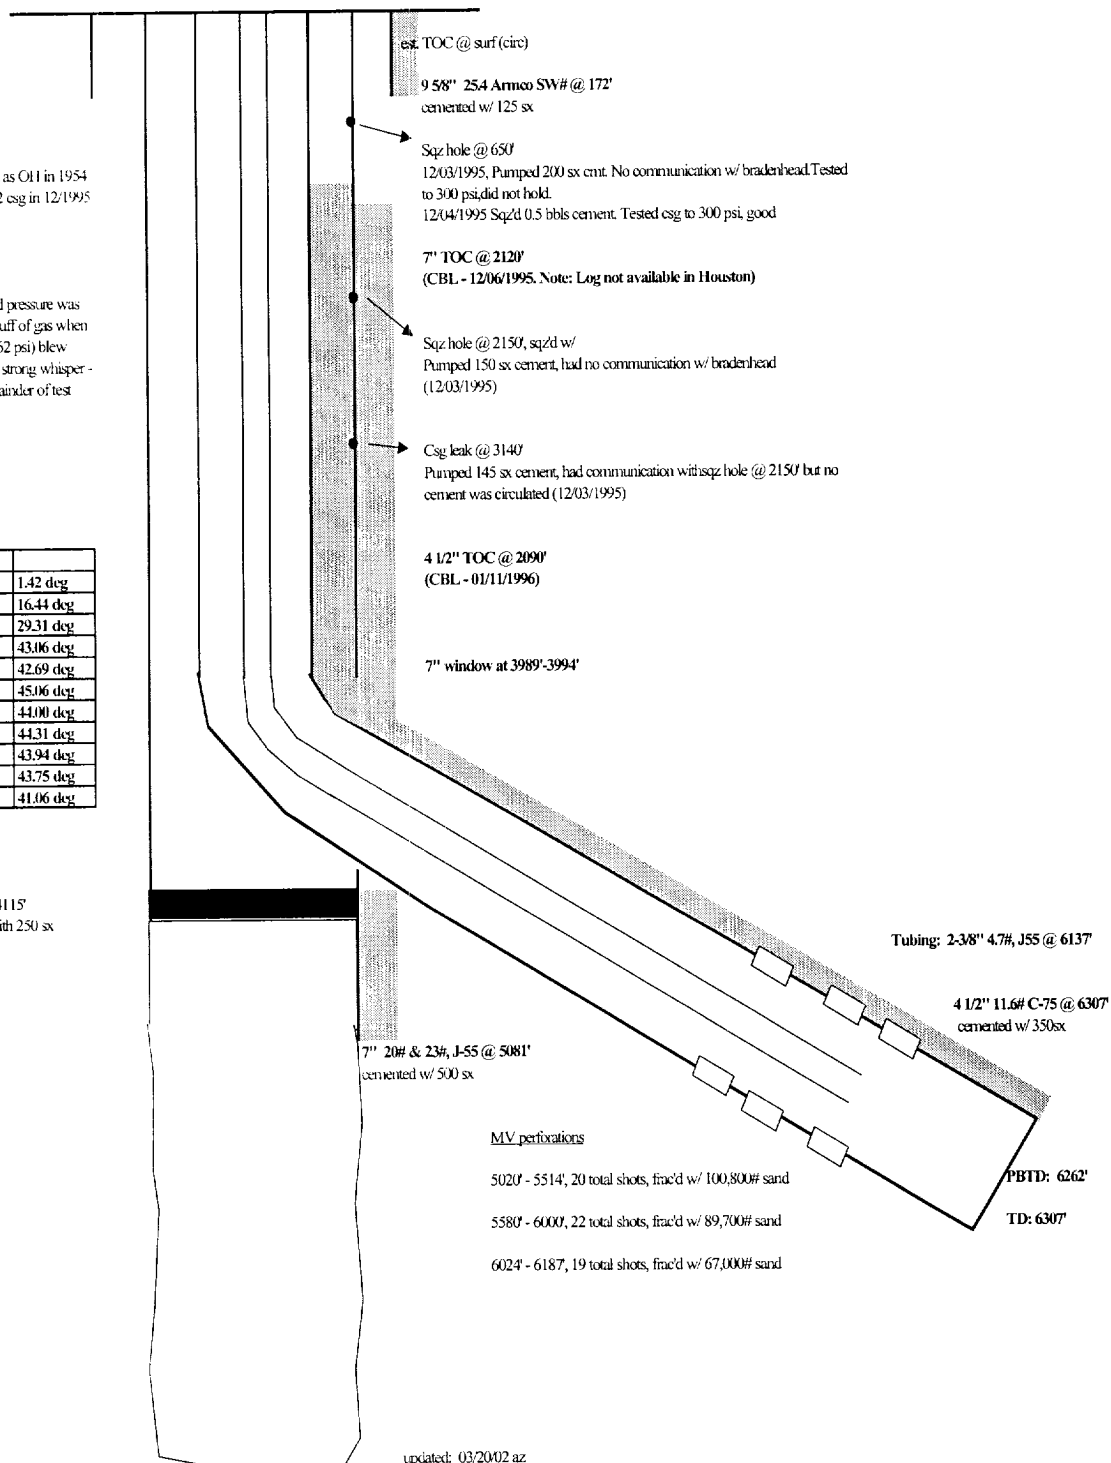 est. TOC @ surf (circ)
9 5/8" 25.4 Armco SW# @ 172'
cemented w/ 125 sx
Sqz hole @ 650'
12/03/1995, Pumped 200 sx cmt. No communication w/ bradenhead.Tested
to 300 psi,did not hold.
12/04/1995 Sqz'd 0.5 bbls cement. Tested csg to 300 psi, good
as OH in 1954
csg in 12/1995
7" TOC @ 2120'
(CBL - 12/06/1995. Note: Log not available in Houston)
pressure was
uff of gas when
62 psi) blew
strong whisper -
ainder of test
Sqz hole @ 2150', sqz'd w/
Pumped 150 sx cement, had no communication w/ bradenhead
(12/03/1995)
Csg leak @ 3140'
Pumped 145 sx cement, had communication withsqz hole @ 2150' but no
cement was circulated (12/03/1995)
4 1/2" TOC @ 2090'
(CBL - 01/11/1996)
1.42 deg
16.44 deg
29.31 deg
43.06 deg
42.69 deg
45.06 deg
44.00 deg
44.31 deg
43.94 deg
43.75 deg
41.06 deg
7" window at 3989'-3994'
4115'
ith 250 sx
Tubing: 2-3/8" 4.7#, J55 @ 6137'
4 1/2" 11.6# C-75 @ 6307'
cemented w/ 350sx
7" 20# & 23#, J-55 @ 5081'
cemented w/ 500 sx
MV perforations
5020' - 5514', 20 total shots, frac'd w/ 100,800# sand
5580' - 6000', 22 total shots, frac'd w/ 89,700# sand
6024' - 6187', 19 total shots, frac'd w/ 67,000# sand
PBTD: 6262'
TD: 6307'
updated: 03/20/02 az